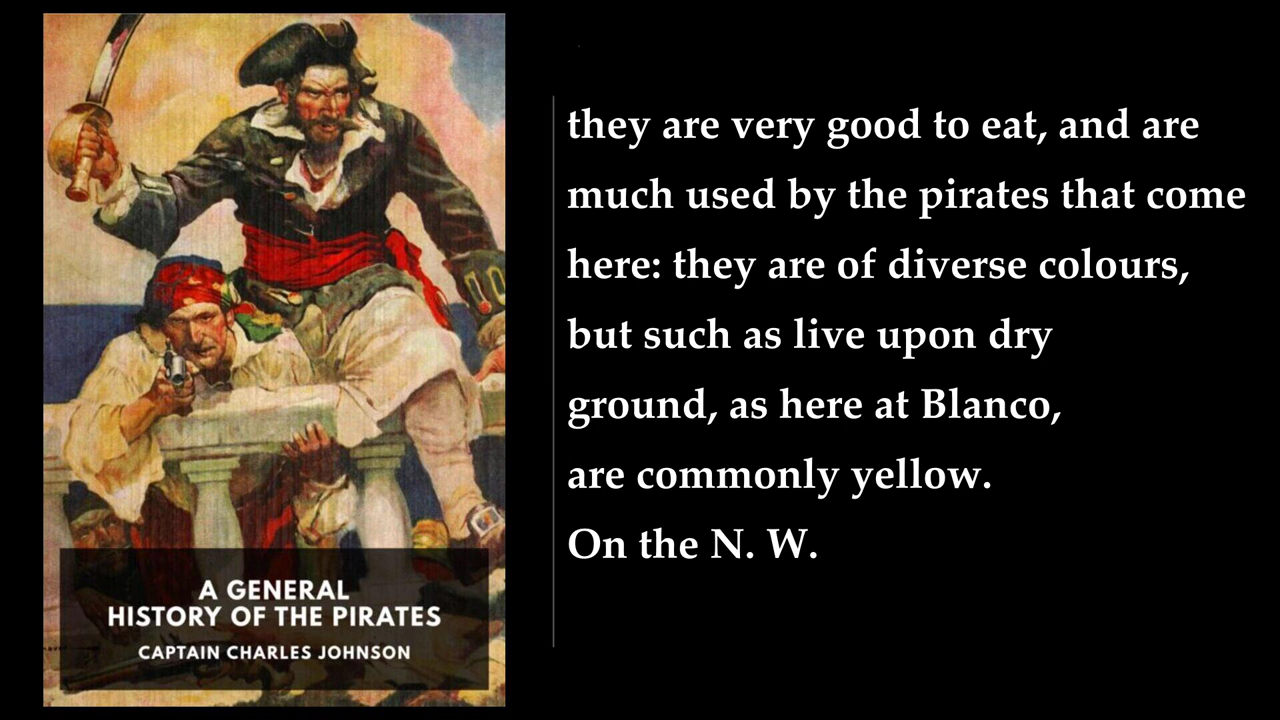 they are very good to eat, and are
much used by the pirates that come
here: they are of diverse colours,
but such as live upon dry
ground, as here at Blanco,
are commonly yellow.
On the N. W.
A GENERAL
HISTORY OF THE PIRATES
CAPTAIN CHARLES JOHNSON